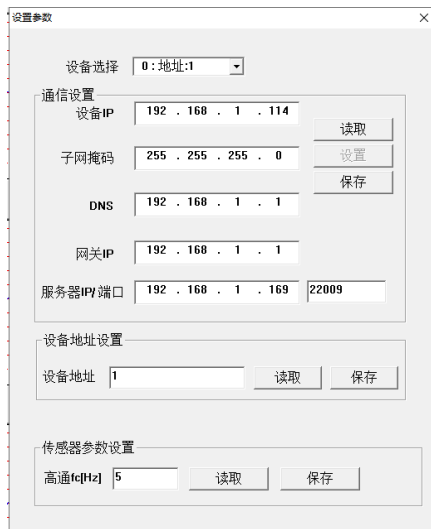 设置参数
设备选择 0:地址:1
通信设置
设备IP 192 . 168 . 1 . 114
读取
子网掩码 255 . 255 . 255 . 0
设置
保存
DNS 192 . 168 . 1 . 1
网关IP 192 . 168 . 1 . 1
服务器IP/端口 192 . 168 . 1 . 169 22009
设备地址设置
设备地址 1 读取 保存
传感器参数设置
高通fc[Hz] 5 读取 保存